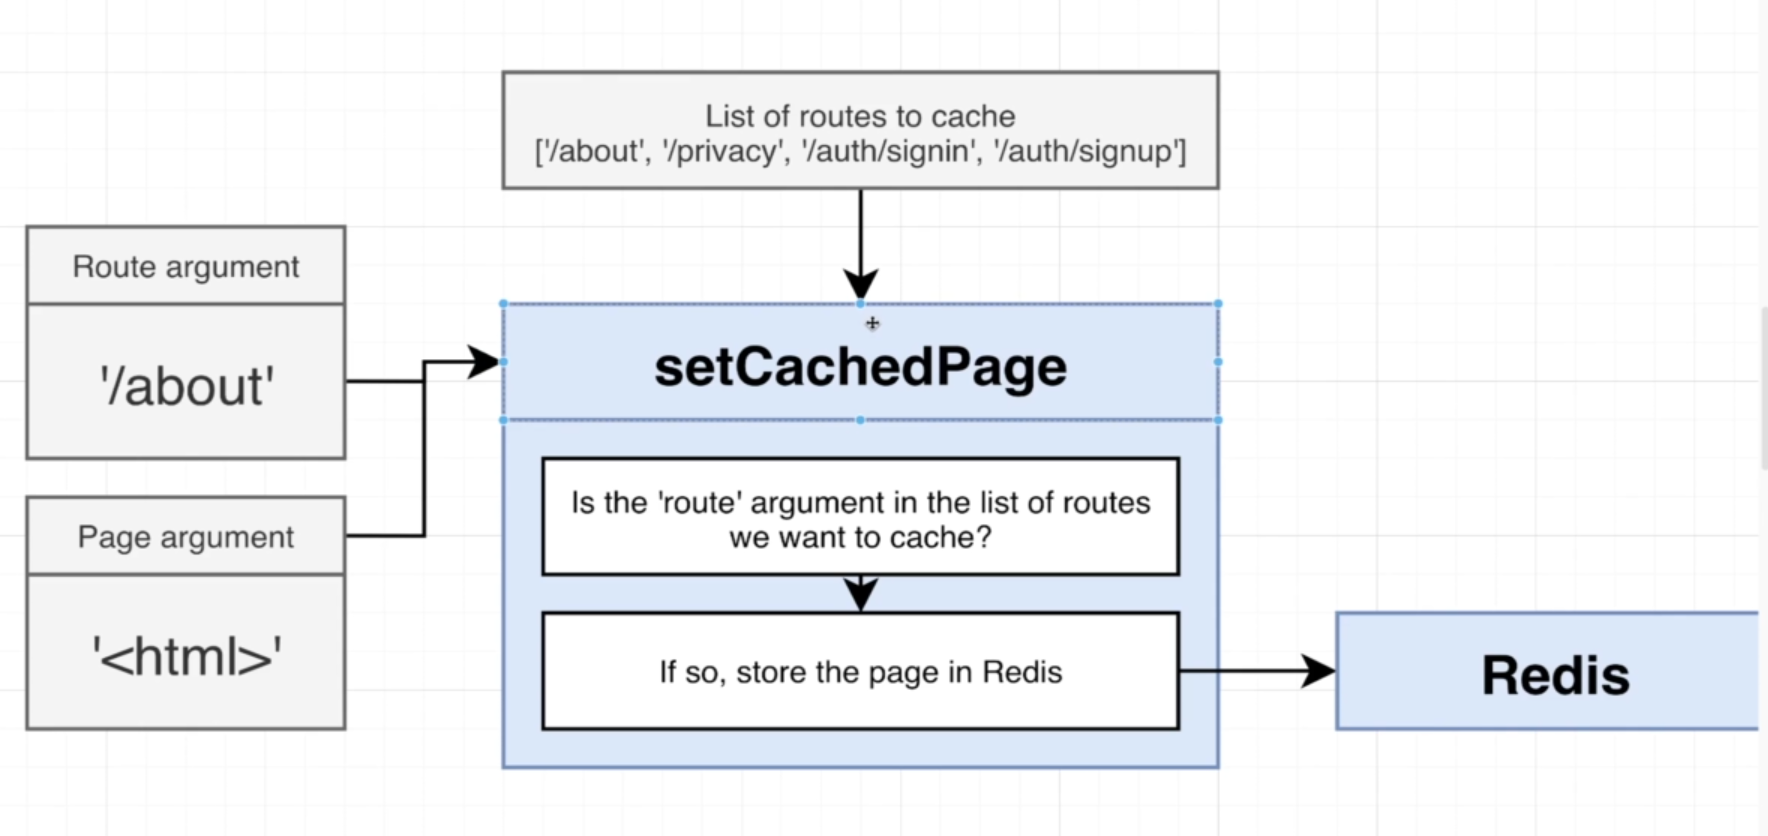 List of routes to cache
['/about', '/privacy', '/auth/signin', '/auth/signup']
Route argument
'/about'
Page argument
'<html>'
setCachedPage
Is the 'route' argument in the list of routes
we want to cache?
If so, store the page in Redis
Redis